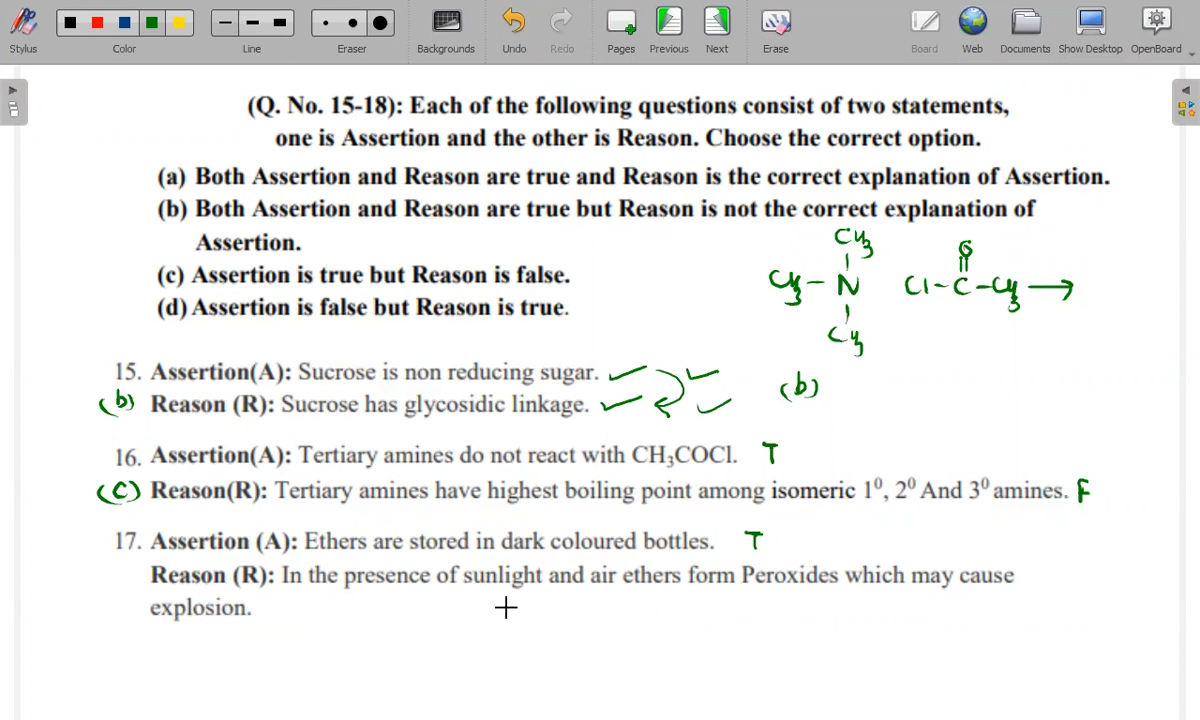 Stylus Color Line Eraser Backgrounds Undo Redo Pages Previous Next Erase Board Web Documents Show Desktop OpenBoard
(Q. No. 15-18): Each of the following questions consist of two statements,
one is Assertion and the other is Reason. Choose the correct option.
(a) Both Assertion and Reason are true and Reason is the correct explanation of Assertion.
(b) Both Assertion and Reason are true but Reason is not the correct explanation of
Assertion.
(c) Assertion is true but Reason is false.
(d) Assertion is false but Reason is true.
CH3
O
CH3 - N Cl - C - CH3 →
CH3
15. Assertion(A): Sucrose is non reducing sugar.
(b)
(b) Reason (R): Sucrose has glycosidic linkage.
16. Assertion(A): Tertiary amines do not react with CH₃COCl. T
(C) Reason(R): Tertiary amines have highest boiling point among isomeric 1⁰, 2⁰ And 3⁰ amines. F
17. Assertion (A): Ethers are stored in dark coloured bottles. T
Reason (R): In the presence of sunlight and air ethers form Peroxides which may cause
explosion.